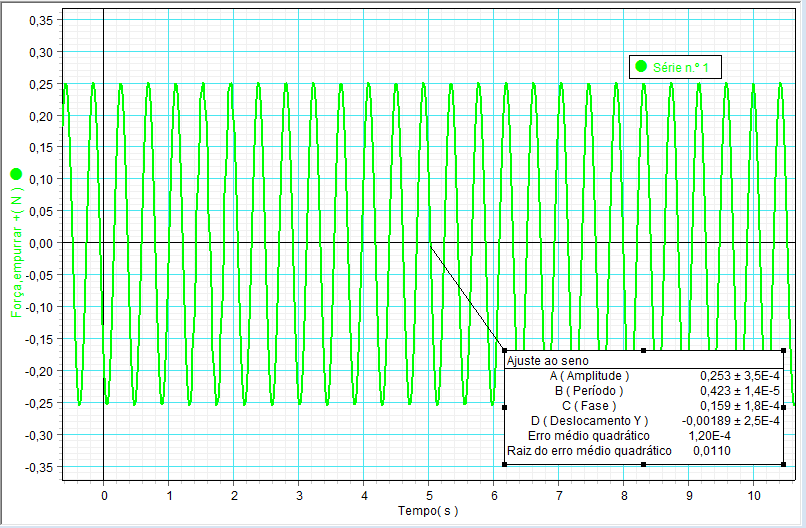 0,35
0,30
0,25
0,20
0,15
0,10
0,05
0,00
-0,05
-0,10
-0,15
-0,20
-0,25
-0,30
-0,35
Força,empurrar +( N )
Série n.º 1
Ajuste ao seno
A ( Amplitude ) 0,253 ± 3,5E-4
B ( Período ) 0,423 ± 1,4E-5
C ( Fase ) 0,159 ± 1,8E-4
D ( Deslocamento Y ) -0,00189 ± 2,5E-4
Erro médio quadrático 1,20E-4
Raiz do erro médio quadrático 0,0110
0 1 2 3 4 5 6 7 8 9 10
Tempo( s )